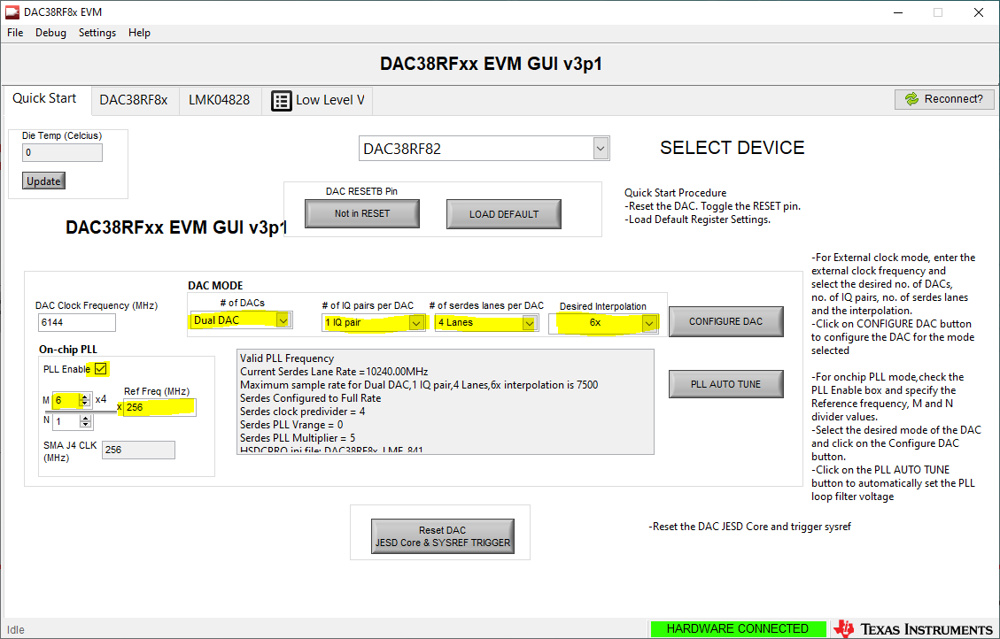 DAC38RF8x EVM
File Debug Settings Help
DAC38RFxx EVM GUI v3p1
Quick Start DAC38RF8x LMK04828 Low Level V
Reconnect?
Die Temp (Celcius)
0
Update
DAC38RF82
SELECT DEVICE
DAC RESETB Pin
Not in RESET
LOAD DEFAULT
Quick Start Procedure
-Reset the DAC. Toggle the RESET pin.
-Load Default Register Settings.
DAC38RFxx EVM GUI v3p1
DAC Clock Frequency (MHz)
6144
DAC MODE
# of DACs
Dual DAC
# of IQ pairs per DAC
1 IQ pair
# of serdes lanes per DAC
4 Lanes
Desired Interpolation
6x
CONFIGURE DAC
On-chip PLL
PLL Enable
M 6 x4
Ref Freq (MHz)
x 256
N 1
SMA J4 CLK
(MHz)
256
Valid PLL Frequency
Current Serdes Lane Rate =10240.00MHz
Maximum sample rate for Dual DAC,1 IQ pair,4 Lanes,6x interpolation is 7500
Serdes Configured to Full Rate
Serdes clock predivider = 4
Serdes PLL Vrange = 0
Serdes PLL Multiplier = 5
HSDCPRO ini file: DAC38RF8x_LMF_841
PLL AUTO TUNE
-For External clock mode, enter the
external clock frequency and
select the desired no. of DACs,
no. of IQ pairs, no. of serdes lanes
and the interpolation.
-Click on CONFIGURE DAC button
to configure the DAC for the mode
selected
-For onchip PLL mode,check the
PLL Enable box and specify the
Reference frequency, M and N
divider values.
-Select the desired mode of the DAC
and click on the Configure DAC
button.
-Click on the PLL AUTO TUNE
button to automatically set the PLL
loop filter voltage
Reset DAC
JESD Core & SYSREF TRIGGER
-Reset the DAC JESD Core and trigger sysref
Idle
HARDWARE CONNECTED
TEXAS INSTRUMENTS